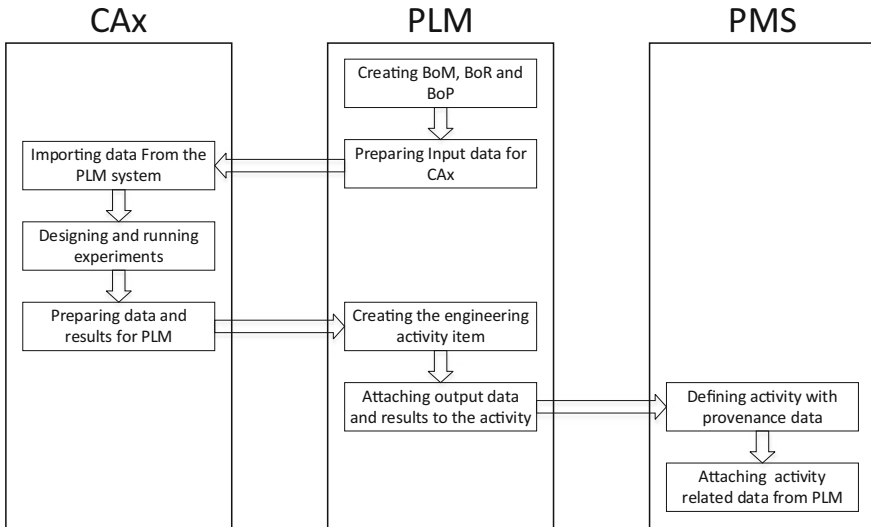 CAx
PLM
PMS
Creating BoM, BoR and
BoP
Preparing Input data for
CAx
Importing data From the
PLM system
Designing and running
experiments
Preparing data and
results for PLM
Creating the engineering
activity item
Attaching output data
and results to the activity
Defining activity with
provenance data
Attaching activity
related data from PLM